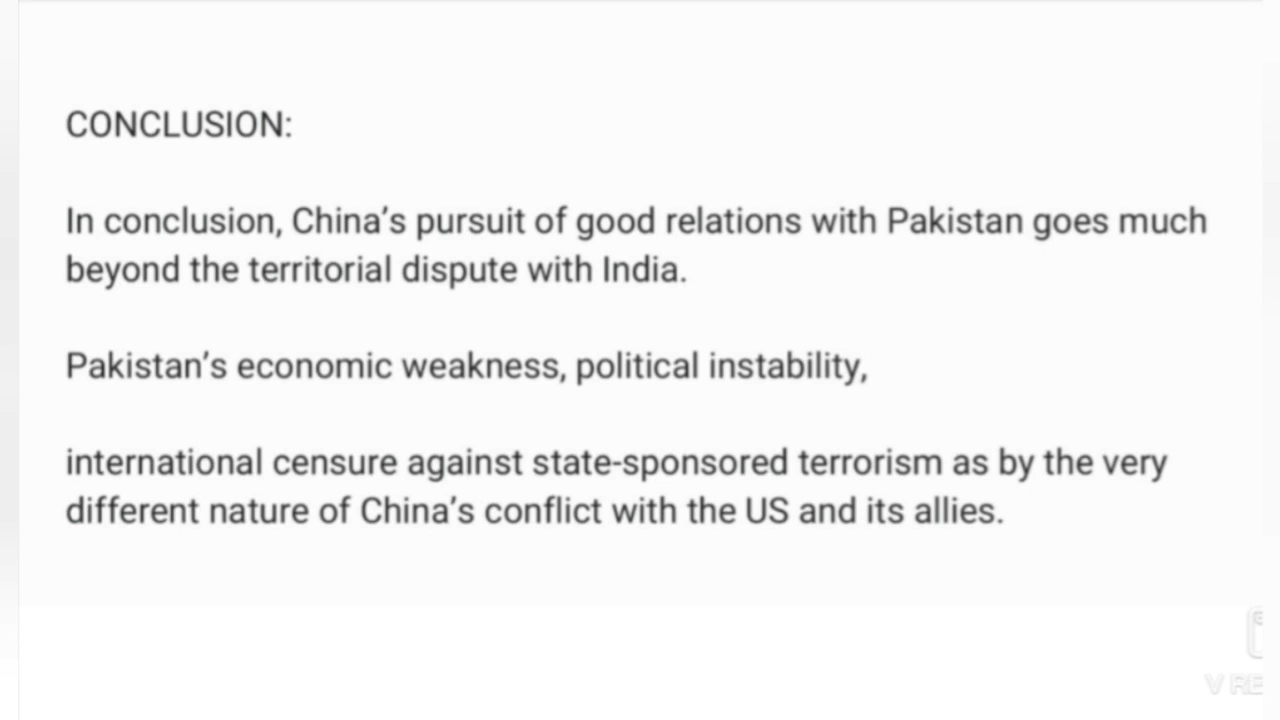 CONCLUSION:
In conclusion, China’s pursuit of good relations with Pakistan goes much
beyond the territorial dispute with India.
Pakistan’s economic weakness, political instability,
international censure against state-sponsored terrorism as by the very
different nature of China’s conflict with the US and its allies.
V RE